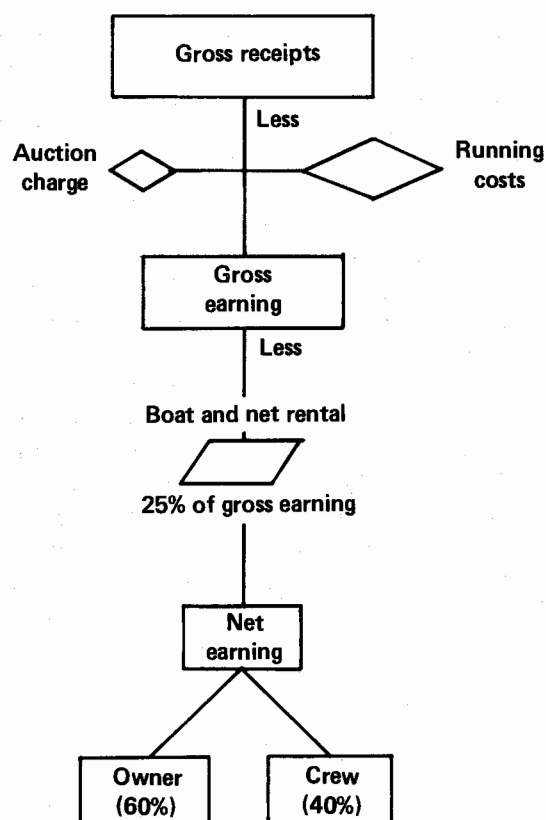 Gross receipts
Less
Auction
charge
Running
costs
Gross
earning
Less
Boat and net rental
25% of gross earning
Net
earning
Owner
(60%)
Crew
(40%)